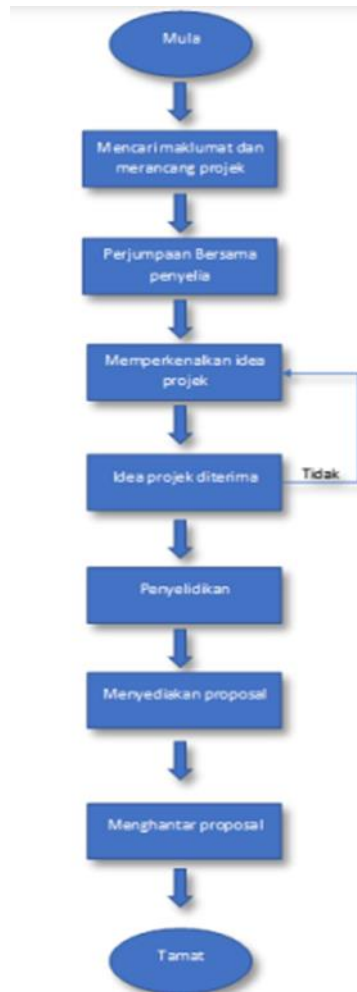 Mula
Mencari maklumat dan
merancang projek
Perjumpaan Bersama
penyelia
Memperkenalkan idea
projek
Idea projek diterima
Tidak
Penyelidikan
Menyediakan proposal
Menghantar proposal
Tamat